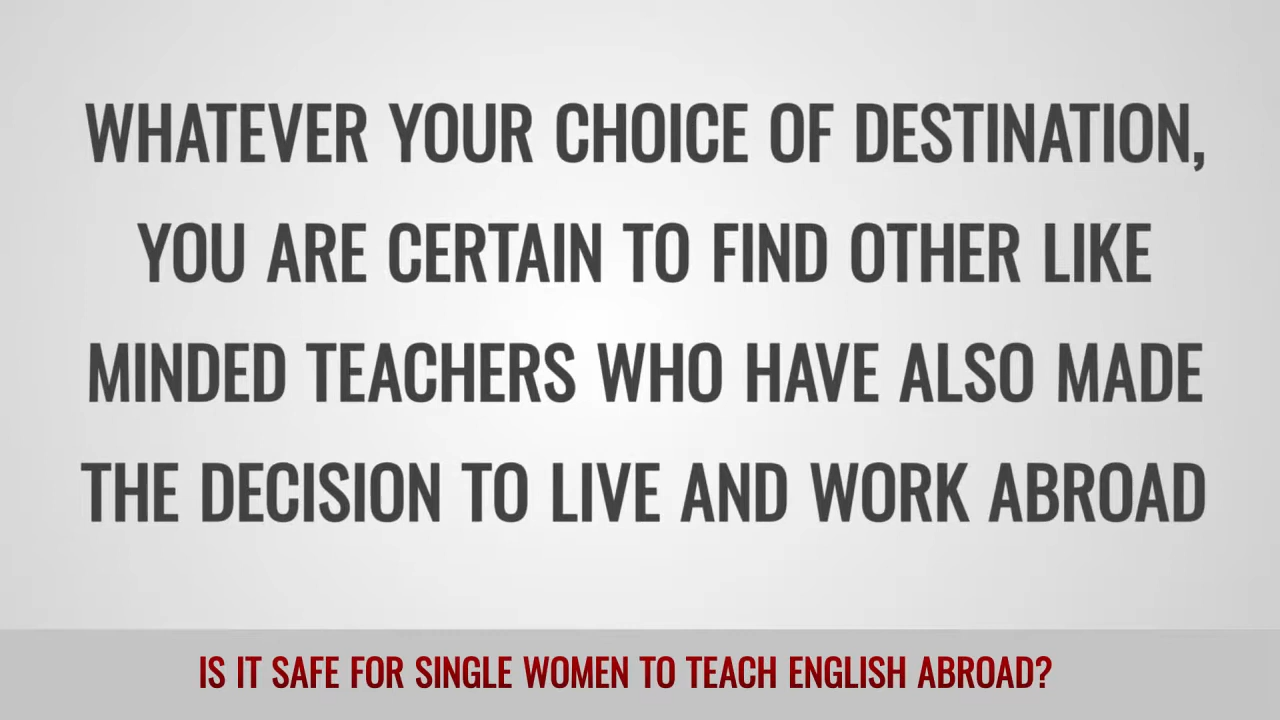 WHATEVER YOUR CHOICE OF DESTINATION,
YOU ARE CERTAIN TO FIND OTHER LIKE
MINDED TEACHERS WHO HAVE ALSO MADE
THE DECISION TO LIVE AND WORK ABROAD
IS IT SAFE FOR SINGLE WOMEN TO TEACH ENGLISH ABROAD?